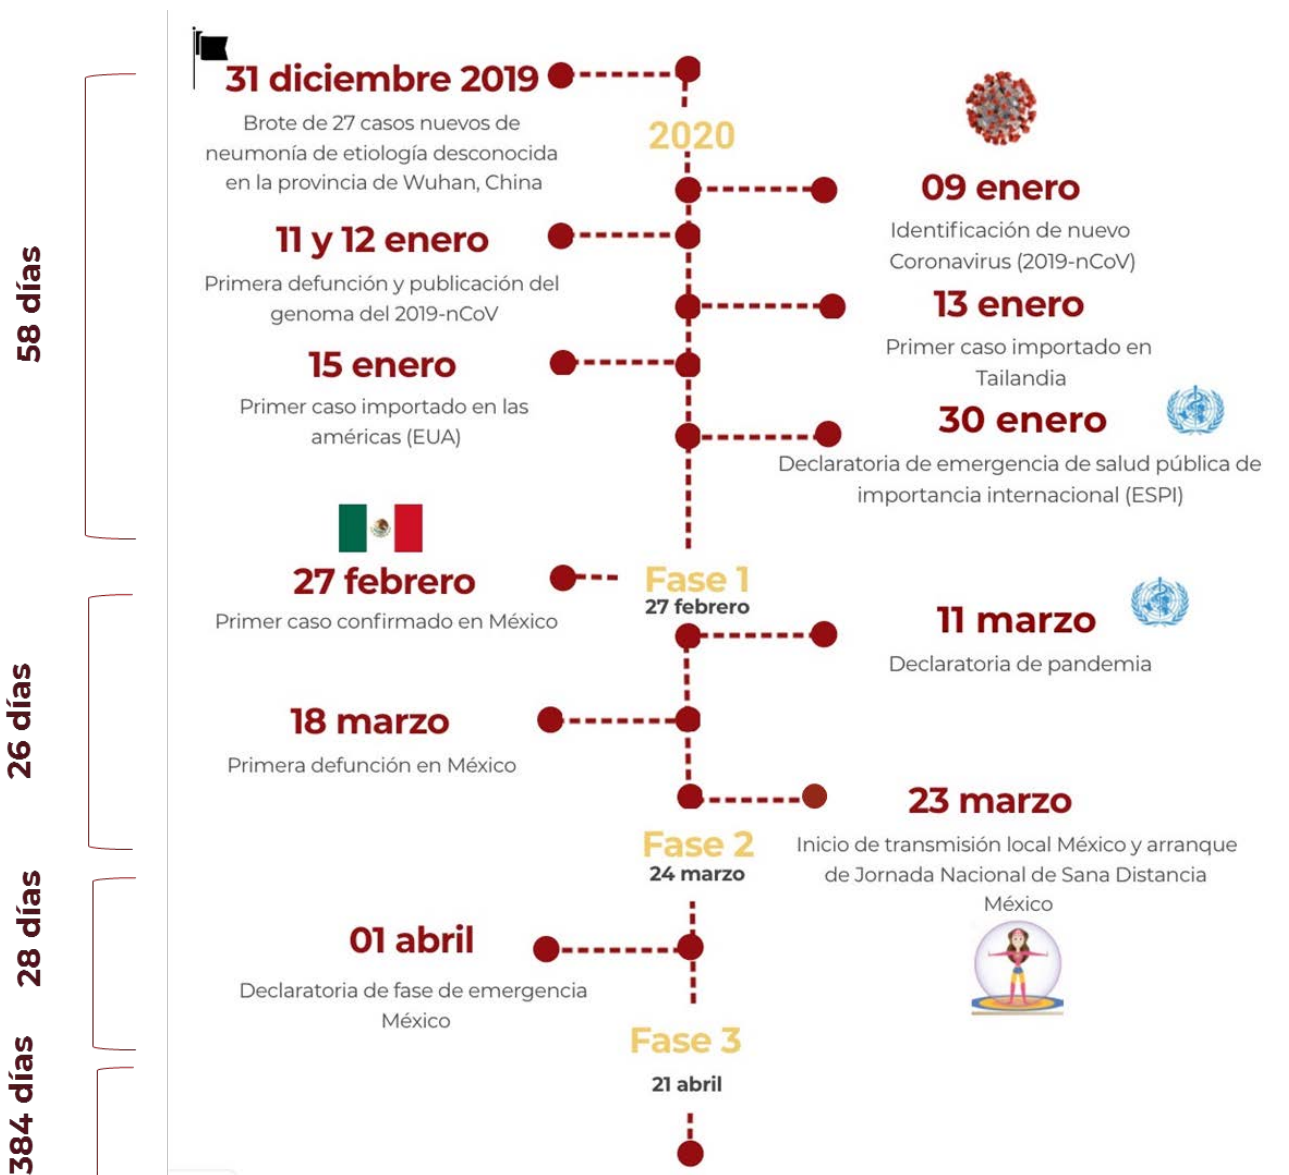 31 diciembre 2019
Brote de 27 casos nuevos de
neumonía de etiología desconocida
en la provincia de Wuhan, China
2020
09 enero
Identificación de nuevo
Coronavirus (2019-nCoV)
11 y 12 enero
Primera defunción y publicación del
genoma del 2019-nCoV
13 enero
Primer caso importado en
Tailandia
15 enero
Primer caso importado en las
américas (EUA)
30 enero
Declaratoria de emergencia de salud pública de
importancia internacional (ESPI)
58 días
27 febrero
Primer caso confirmado en México
Fase 1
27 febrero
11 marzo
Declaratoria de pandemia
18 marzo
Primera defunción en México
23 marzo
Inicio de transmisión local México y arranque
de Jornada Nacional de Sana Distancia
México
26 días
Fase 2
24 marzo
01 abril
Declaratoria de fase de emergencia
México
28 días
Fase 3
21 abril
384 días